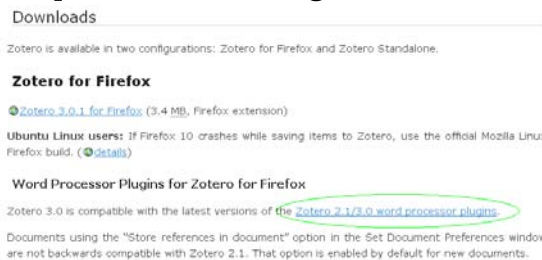 Downloads
Zotero is available in two configurations: Zotero for Firefox and Zotero Standalone.
Zotero for Firefox
Zotero 3.0.1 for Firefox (3.4 MB, Firefox extension)
Ubuntu Linux users: If Firefox 10 crashes while saving items to Zotero, use the official Mozilla Linux
Firefox build. (details)
Word Processor Plugins for Zotero for Firefox
Zotero 3.0 is compatible with the latest versions of the Zotero 2.1/3.0 word processor plugins.
Documents using the "Store references in document" option in the Set Document Preferences window
are not backwards compatible with Zotero 2.1. That option is enabled by default for new documents.